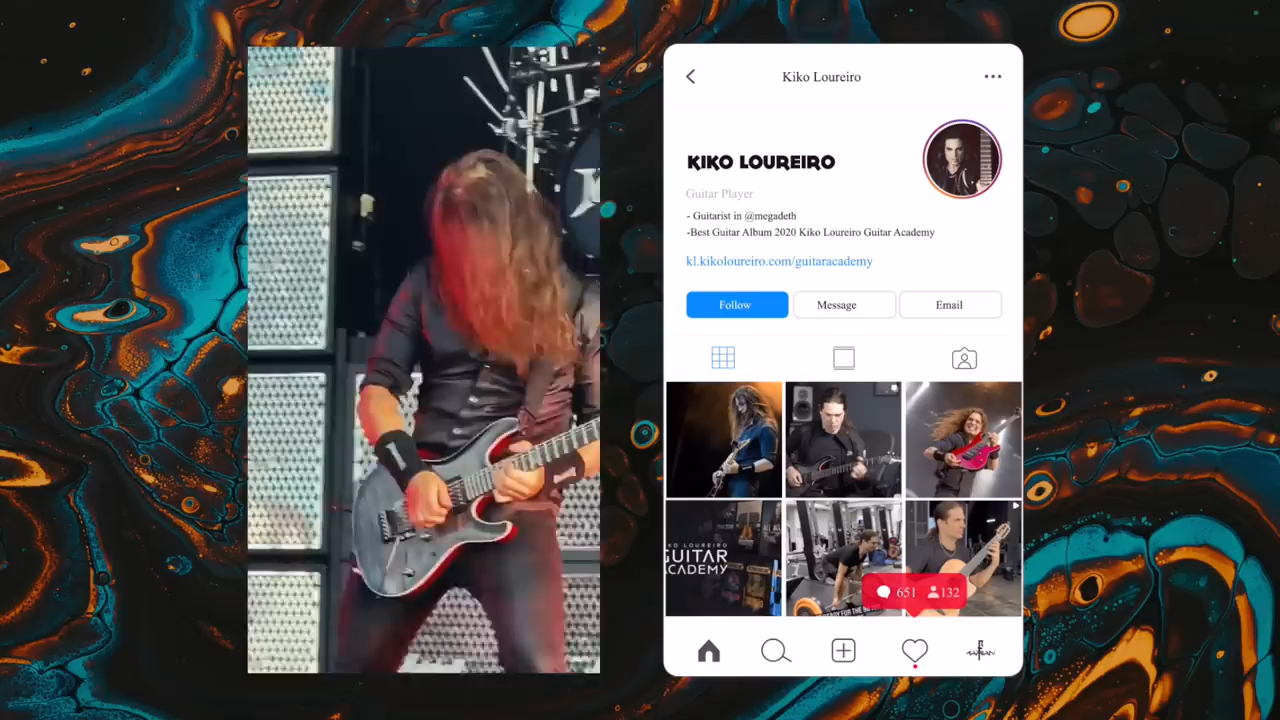 Kiko Loureiro
KIKO LOUREIRO
Guitar Player
- Guitarist in @megadeth
-Best Guitar Album 2020 Kiko Loureiro Guitar Academy
kl.kikoloureiro.com/guitaracademy
Follow
Message
Email
KO LOUREIRO
GUITAR
ACADEMY
651
132